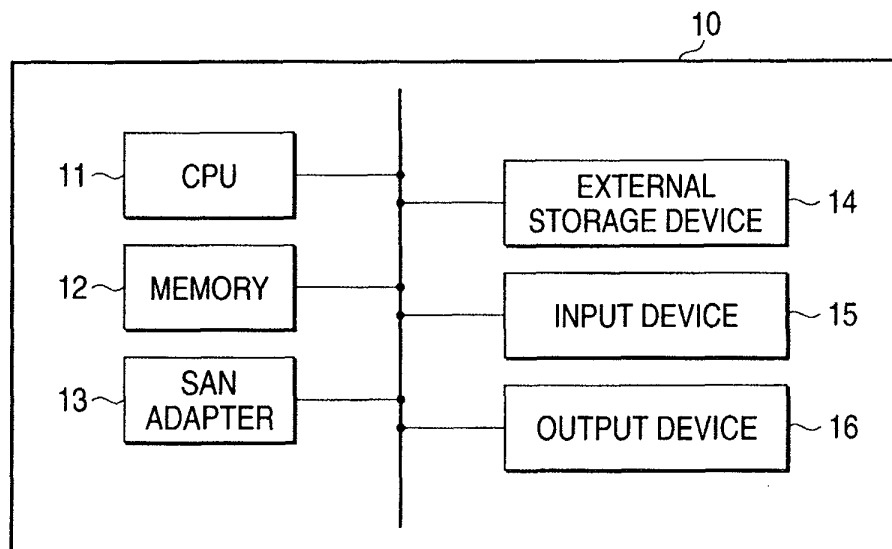 10
11
CPU
12
MEMORY
13
SAN
ADAPTER
EXTERNAL
STORAGE DEVICE
14
INPUT DEVICE
15
OUTPUT DEVICE
16